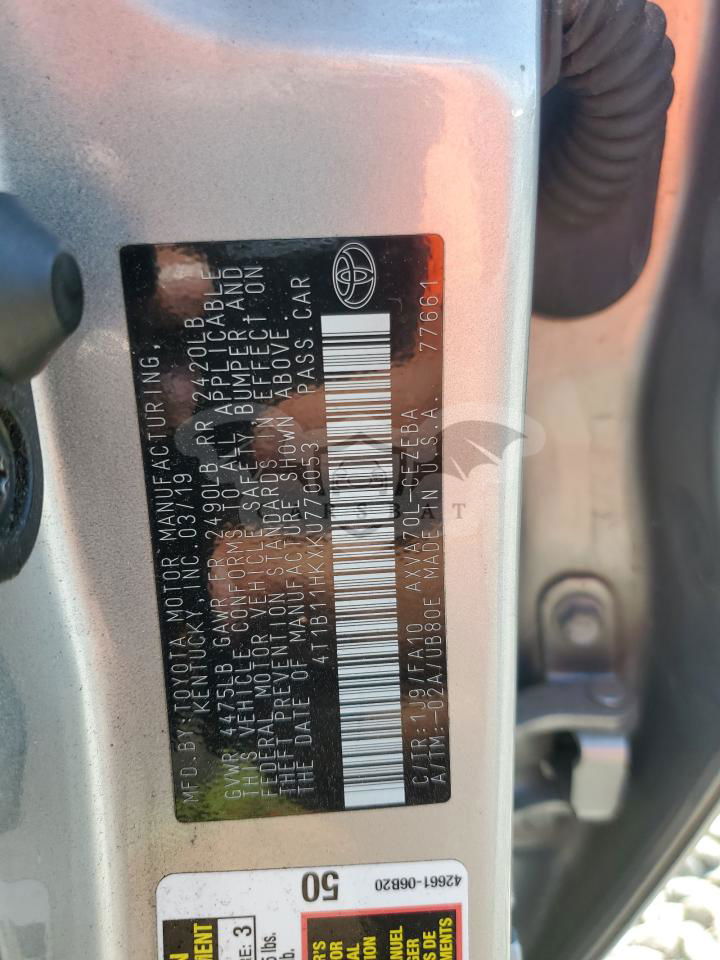 MFD.BY:TOYOTA MOTOR MANUFACTURING,
KENTUCKY,INC.03/19
GVWR 4475LB GAWR FR 2490LB RR 2420LB
THIS VEHICLE CONFORMS TO ALL APPLICABLE
FEDERAL MOTOR VEHICLE SAFETY,BUMPER,AND
THEFT PREVENTION STANDARDS IN EFFECT ON
THE DATE OF MANUFACTURE SHOWN ABOVE.
4T1B11HKXKU770053 PASS.CAR
C/TR:1J9/FA10 AXVA70L-CEZEBA 77661
A/TM:-02A/UB80E MADE IN U.S.A.
50
42661-06B20
3